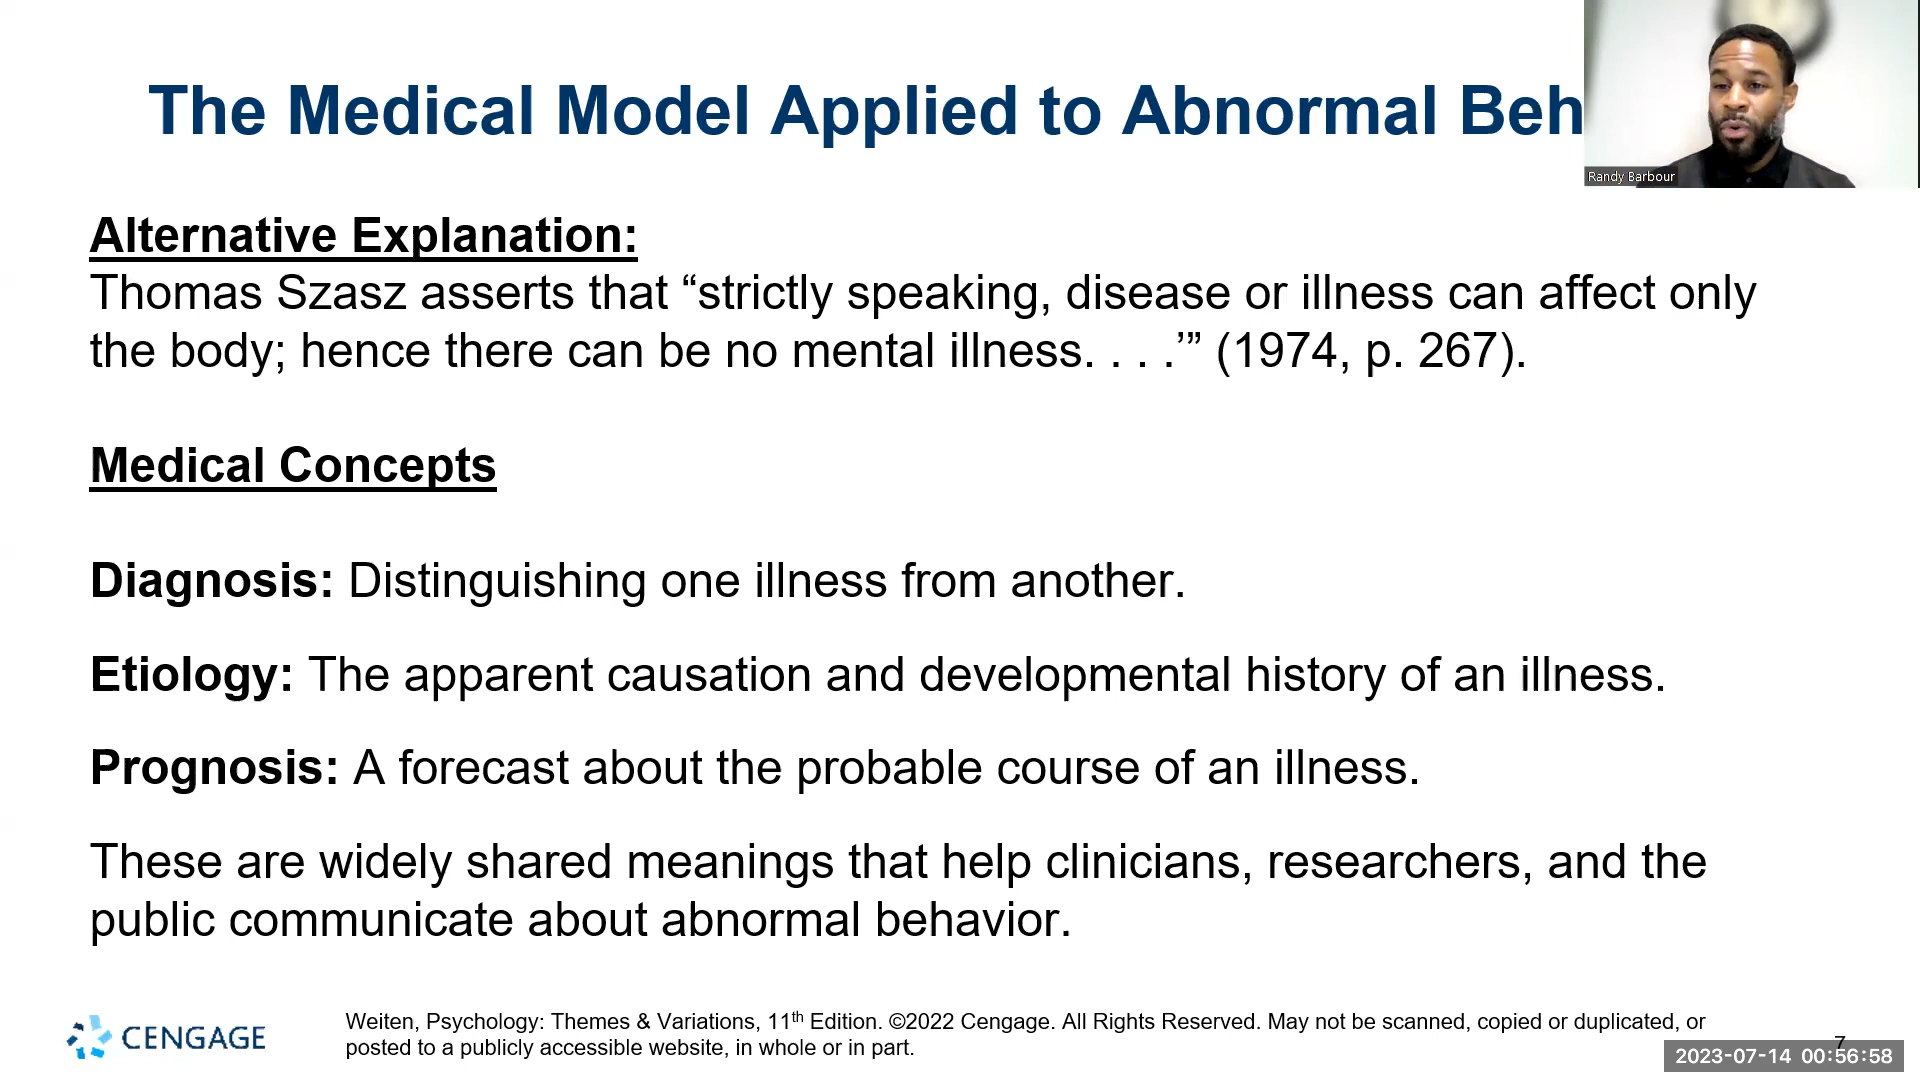 The Medical Model Applied to Abnormal Beh
Randy Barbour
Alternative Explanation:
Thomas Szasz asserts that “strictly speaking, disease or illness can affect only
the body; hence there can be no mental illness. . . .’” (1974, p. 267).
Medical Concepts
Diagnosis: Distinguishing one illness from another.
Etiology: The apparent causation and developmental history of an illness.
Prognosis: A forecast about the probable course of an illness.
These are widely shared meanings that help clinicians, researchers, and the
public communicate about abnormal behavior.
CENGAGE
Weiten, Psychology: Themes & Variations, 11th Edition. ©2022 Cengage. All Rights Reserved. May not be scanned, copied or duplicated, or
posted to a publicly accessible website, in whole or in part.
7
2023-07-14 00:56:58